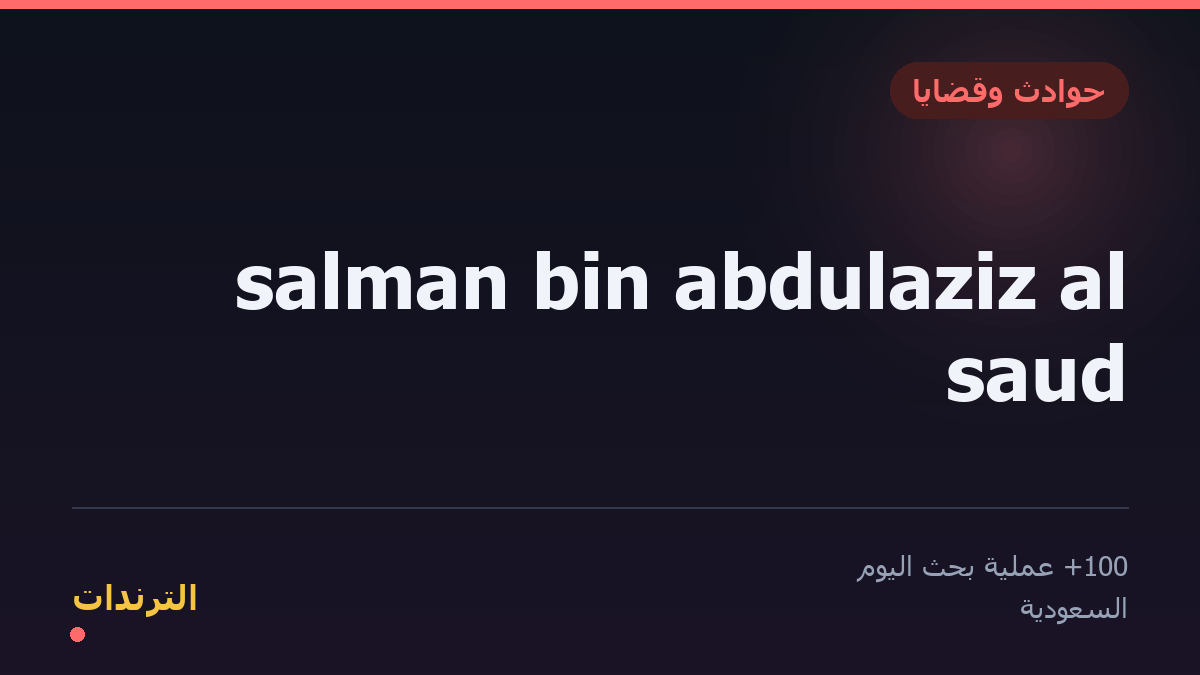 حوادث وقضايا
salman bin abdulaziz al
saud
100+ عملية بحث اليوم
السعودية
الترندات